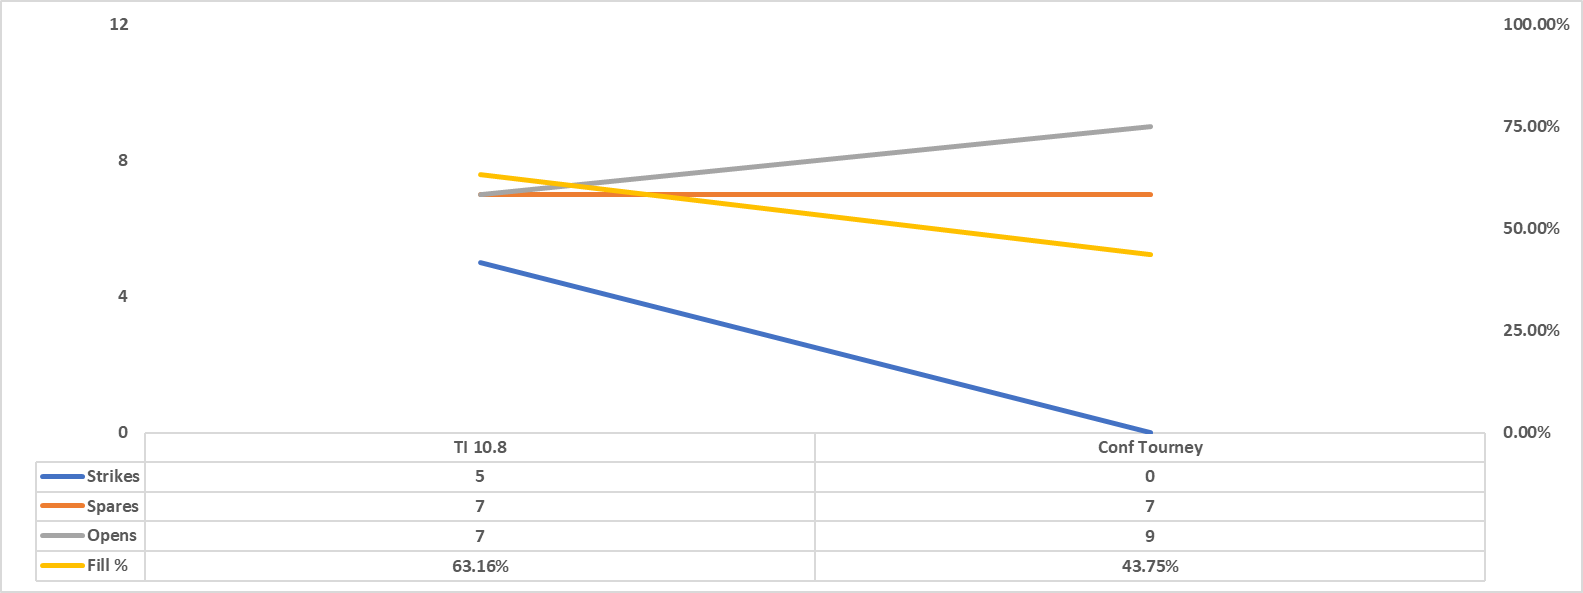 12 100.00%
75.00%
8
50.00%
4
25.00%
0 0.00%
TI 10.8 Conf Tourney
Strikes 5 0
Spares 7 7
Opens 7 9
Fill % 63.16% 43.75%